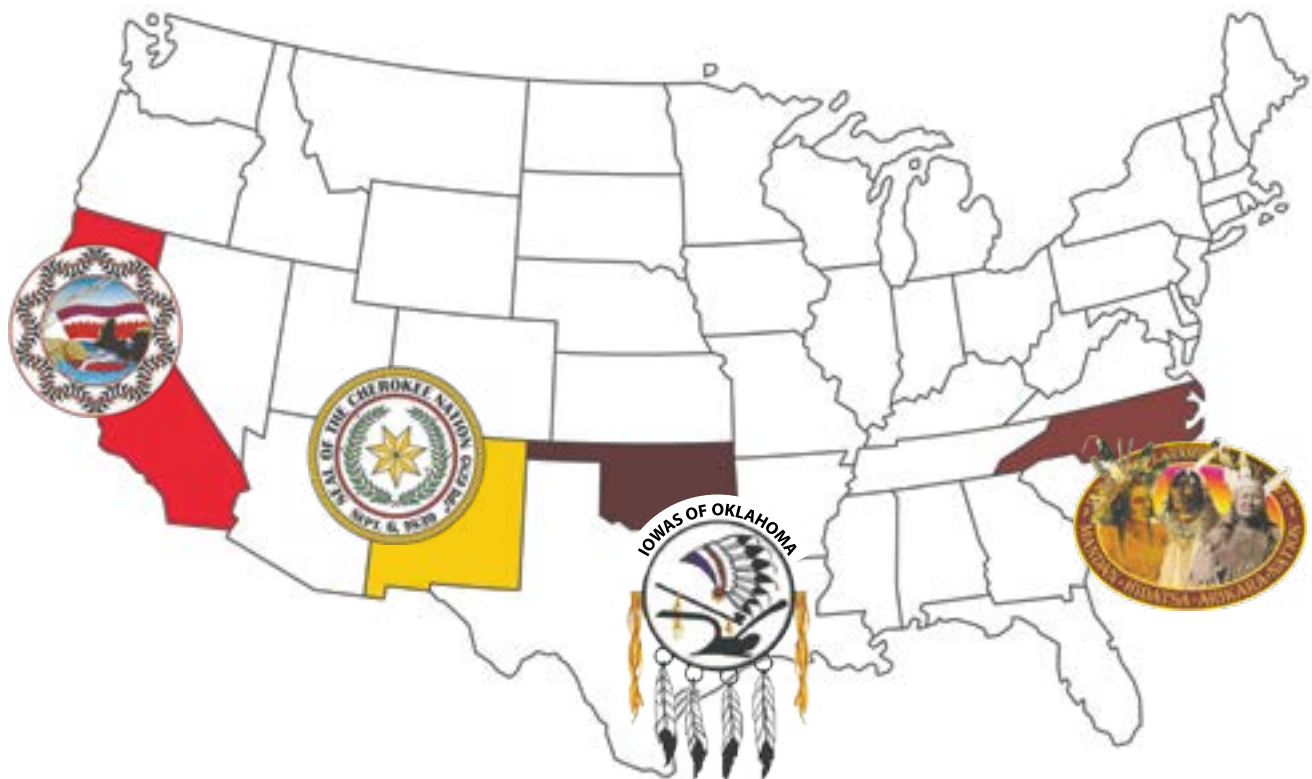 SEAL OF THE CHEROKEE NATION
SEPT. 6, 1839
IOWAS OF OKLAHOMA
MANDAN · HIDATSA · ARIKARA · NATION